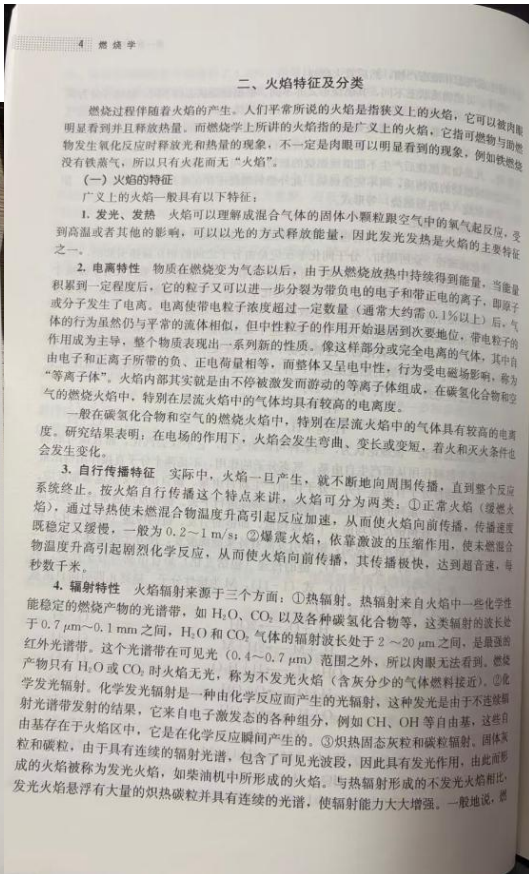 4 燃烧学
二、火焰特征及分类
燃烧过程伴随着火焰的产生。人们平常所说的火焰是指狭义上的火焰，它可以被肉眼
明显看到并且释放热量。而燃烧学上所讲的火焰指的是广义上的火焰，它指可燃物与助燃
物发生氧化反应时释放光和热量的现象，不一定是肉眼可以明显看到的现象，例如铁燃烧
没有铁蒸气，所以只有火花而无“火焰”。
(一) 火焰的特征
广义上的火焰一般具有以下特征：
1. 发光、发热 火焰可以理解成混合气体的固体小颗粒跟空气中的氧气起反应，受
到高温或者其他的影响，可以以光的方式释放能量，因此发光发热是火焰的主要特征
之一。
2. 电离特性 物质在燃烧变为气态以后，由于从燃烧放热中持续得到能量，当能量
积累到一定程度后，它的粒子又可以进一步分裂为带负电的电子和带正电的离子，即原子
或分子发生了电离。电离使带电粒子浓度超过一定数量（通常大约需 0.1%以上）后，气
体的行为虽然仍与平常的流体相似，但中性粒子的作用开始退居到次要地位，带电粒子的
作用成为主导，整个物质表现出一系列新的性质。像这样部分或完全电离的气体，其中自
由电子和正离子所带的负、正电荷量相等，而整体又呈电中性，行为受电磁场影响，称为
“等离子体”。火焰内部其实就是由不停被激发而游动的等离子体组成，在碳氢化合物和空
气的燃烧火焰中，特别在层流火焰中的气体均具有较高的电离度。
一般在碳氢化合物和空气的燃烧火焰中，特别在层流火焰中的气体具有较高的电离
度。研究结果表明：在电场的作用下，火焰会发生弯曲、变长或变短，着火和灭火条件也
会发生变化。
3. 自行传播特征 实际中，火焰一旦产生，就不断地向周围传播，直到整个反应
系统终止。按火焰自行传播这个特点来讲，火焰可分为两类：①正常火焰（缓燃火
焰），通过导热使未燃混合物温度升高引起反应加速，从而使火焰向前传播，传播速度
既稳定又缓慢，一般为 0.2～1 m/s；②爆震火焰，依靠激波的压缩作用，使未燃混合
物温度升高引起剧烈化学反应，从而使火焰向前传播，其传播极快，达到超音速，每
秒数千米。
4. 辐射特性 火焰辐射来源于三个方面：①热辐射。热辐射来自火焰中一些化学性
能稳定的燃烧产物的光谱带，如 H₂O、CO₂ 以及各种碳氢化合物等，这类辐射的波长处
于 0.7 μm～0.1 mm 之间，H₂O 和 CO₂ 气体的辐射波长处于 2 ～20 μm 之间，是最强的
红外光谱带。这个光谱带在可见光（0.4～0.7 μm）范围之外，所以肉眼无法看到。燃烧
产物只有 H₂O 或 CO₂ 时火焰无光，称为不发光火焰（含灰分少的气体燃料接近）。②化
学发光辐射。化学发光辐射是一种由化学反应而产生的光辐射，这种发光是由于不连续辐
射光谱带发射的结果，它来自电子激发态的各种组分，例如 CH、OH 等自由基，这些自
由基存在于火焰区中，它是在化学反应瞬间产生的。③炽热固态灰粒和碳粒辐射。固体灰
粒和碳粒，由于具有连续的辐射光谱，包含了可见光波段，因此具有发光作用，由此而形
成的火焰被称为发光火焰，如柴油机中所形成的火焰。与热辐射形成的不发光火焰相比，
发光火焰悬浮有大量的炽热碳粒并具有连续的光谱，使辐射能力大大增强。一般地说，燃